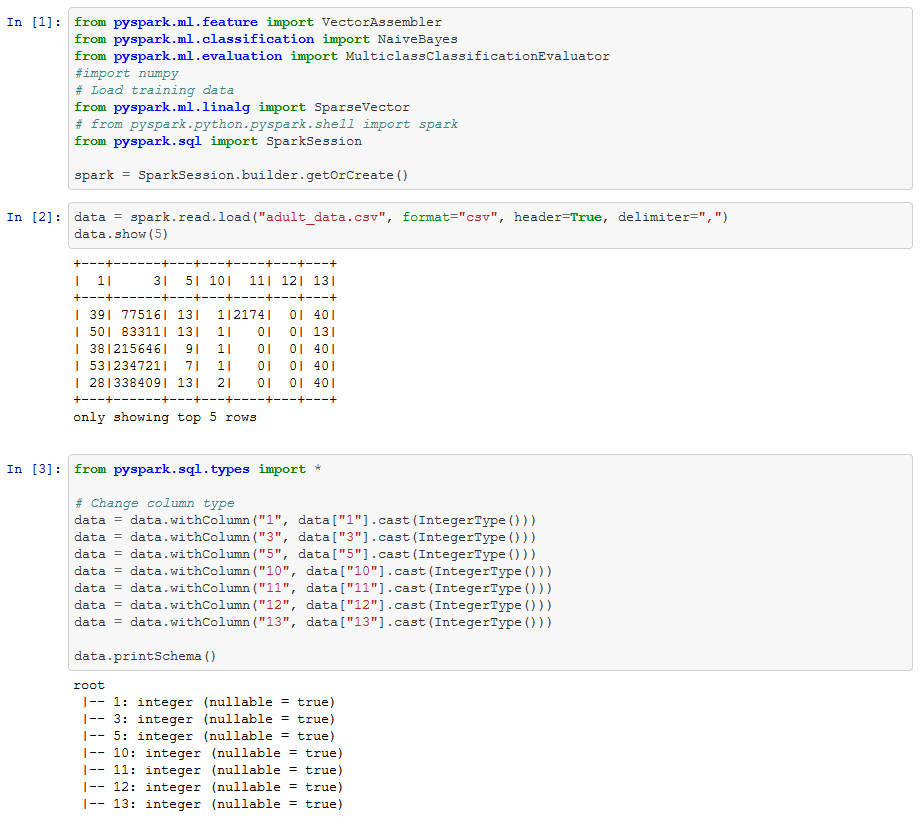 In [1]: from pyspark.ml.feature import VectorAssembler
from pyspark.ml.classification import NaiveBayes
from pyspark.ml.evaluation import MulticlassClassificationEvaluator
#import numpy
# Load training data
from pyspark.ml.linalg import SparseVector
# from pyspark.python.pyspark.shell import spark
from pyspark.sql import SparkSession

spark = SparkSession.builder.getOrCreate()

In [2]: data = spark.read.load("adult_data.csv", format="csv", header=True, delimiter=",")
data.show(5)

+---+------+---+---+----+---+---+
|  1|     3|  5| 10|  11| 12| 13|
+---+------+---+---+----+---+---+
| 39| 77516| 13|  1|2174|  0| 40|
| 50| 83311| 13|  1|   0|  0| 13|
| 38|215646|  9|  1|   0|  0| 40|
| 53|234721|  7|  1|   0|  0| 40|
| 28|338409| 13|  2|   0|  0| 40|
+---+------+---+---+----+---+---+
only showing top 5 rows

In [3]: from pyspark.sql.types import *

# Change column type
data = data.withColumn("1", data["1"].cast(IntegerType()))
data = data.withColumn("3", data["3"].cast(IntegerType()))
data = data.withColumn("5", data["5"].cast(IntegerType()))
data = data.withColumn("10", data["10"].cast(IntegerType()))
data = data.withColumn("11", data["11"].cast(IntegerType()))
data = data.withColumn("12", data["12"].cast(IntegerType()))
data = data.withColumn("13", data["13"].cast(IntegerType()))

data.printSchema()

root
 |-- 1: integer (nullable = true)
 |-- 3: integer (nullable = true)
 |-- 5: integer (nullable = true)
 |-- 10: integer (nullable = true)
 |-- 11: integer (nullable = true)
 |-- 12: integer (nullable = true)
 |-- 13: integer (nullable = true)